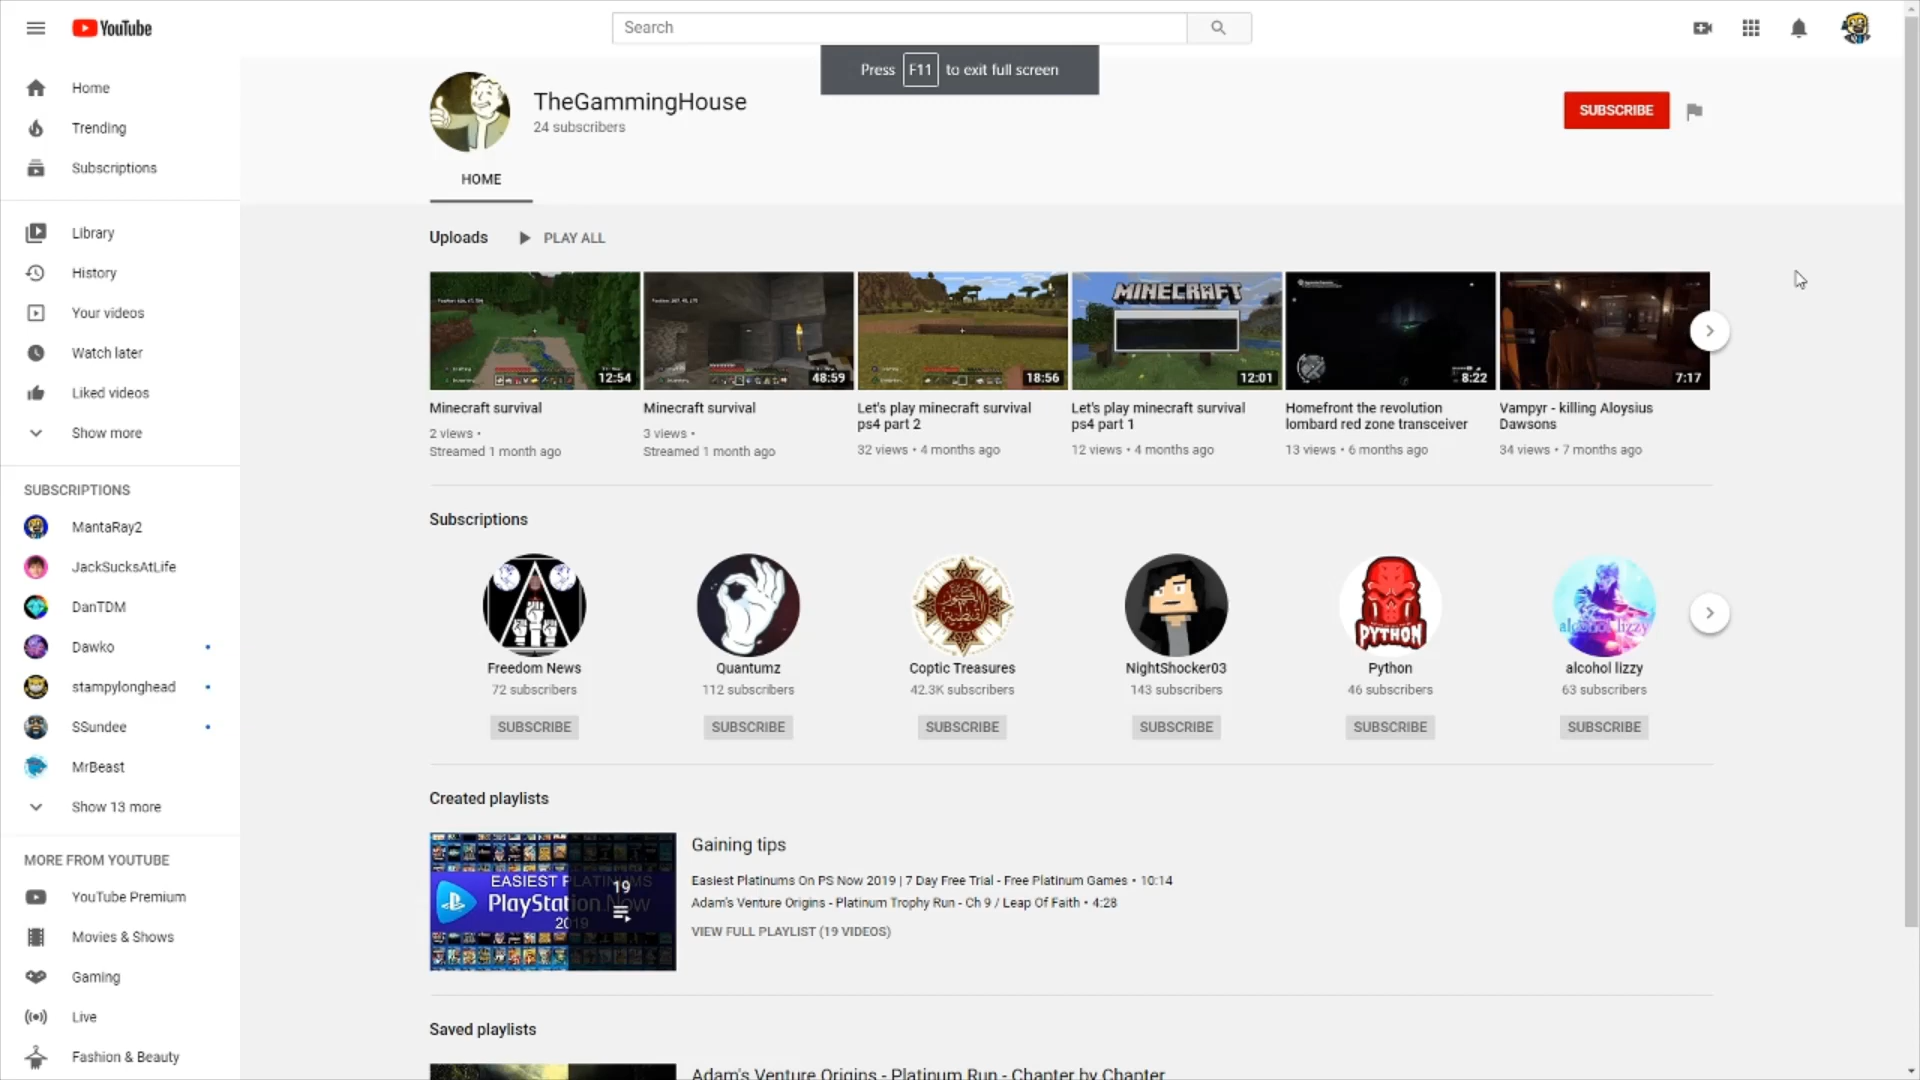 YouTube
Search
Press F11 to exit full screen
Home
Trending
Subscriptions
Library
History
Your videos
Watch later
Liked videos
Show more
SUBSCRIPTIONS
MantaRay2
JackSucksAtLife
DanTDM
Dawko
stampylonghead
SSundee
MrBeast
Show 13 more
MORE FROM YOUTUBE
YouTube Premium
Movies & Shows
Gaming
Live
Fashion & Beauty
TheGammingHouse
24 subscribers
SUBSCRIBE
HOME
Uploads
PLAY ALL
12:54
Minecraft survival
2 views •
Streamed 1 month ago
48:59
Minecraft survival
3 views •
Streamed 1 month ago
18:56
Let's play minecraft survival
ps4 part 2
32 views • 4 months ago
MINECRAFT
12:01
Let's play minecraft survival
ps4 part 1
12 views • 4 months ago
8:22
Homefront the revolution
lombard red zone transceiver
13 views • 6 months ago
7:17
Vampyr - killing Aloysius
Dawsons
34 views • 7 months ago
Subscriptions
Freedom News
72 subscribers
SUBSCRIBE
Quantumz
112 subscribers
SUBSCRIBE
Coptic Treasures
42.3K subscribers
SUBSCRIBE
NightShocker03
143 subscribers
SUBSCRIBE
PYTHON
Python
46 subscribers
SUBSCRIBE
alcohol lizzy
alcohol lizzy
63 subscribers
SUBSCRIBE
Created playlists
EASIEST PLATINUMS
PlayStation Now
2019
19
Gaining tips
Easiest Platinums On PS Now 2019 | 7 Day Free Trial - Free Platinum Games • 10:14
Adam's Venture Origins - Platinum Trophy Run - Ch 9 / Leap Of Faith • 4:28
VIEW FULL PLAYLIST (19 VIDEOS)
Saved playlists
Adam's Venture Origins - Platinum Run - Chapter by Chapter